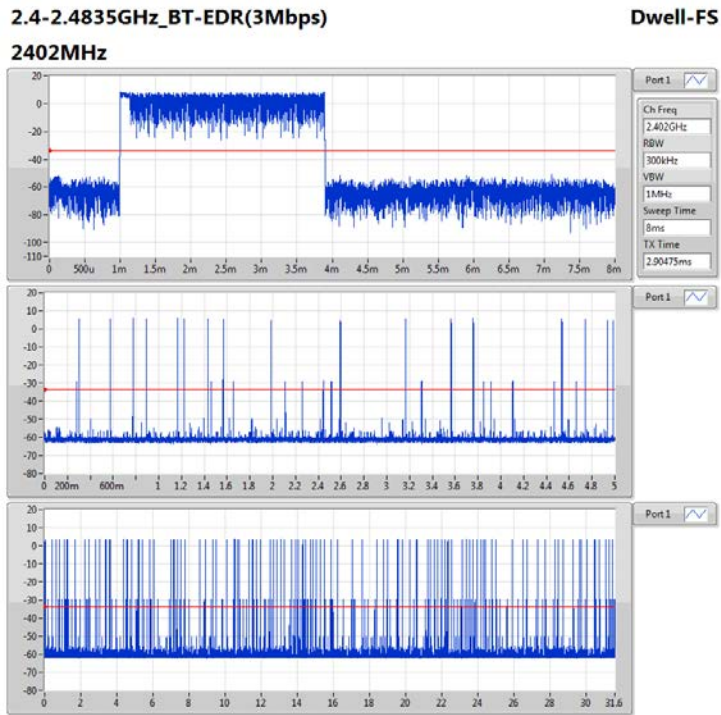 2.4-2.4835GHz_BT-EDR(3Mbps) Dwell-FS
2402MHz
20
0
-20
-40
-60
-80
-100
-110
0 500u 1m 1.5m 2m 2.5m 3m 3.5m 4m 4.5m 5m 5.5m 6m 6.5m 7m 7.5m 8m
Port 1
Ch Freq
2.402GHz
RBW
300kHz
VBW
1MHz
Sweep Time
8ms
TX Time
2.90475ms
20
10
0
-10
-20
-30
-40
-50
-60
-70
-80
0 200m 600m 1 1.2 1.4 1.6 1.8 2 2.2 2.4 2.6 2.8 3 3.2 3.4 3.6 3.8 4 4.2 4.4 4.6 4.8 5
Port 1
20
10
0
-10
-20
-30
-40
-50
-60
-70
-80
0 2 4 6 8 10 12 14 16 18 20 22 24 26 28 30 31.6
Port 1